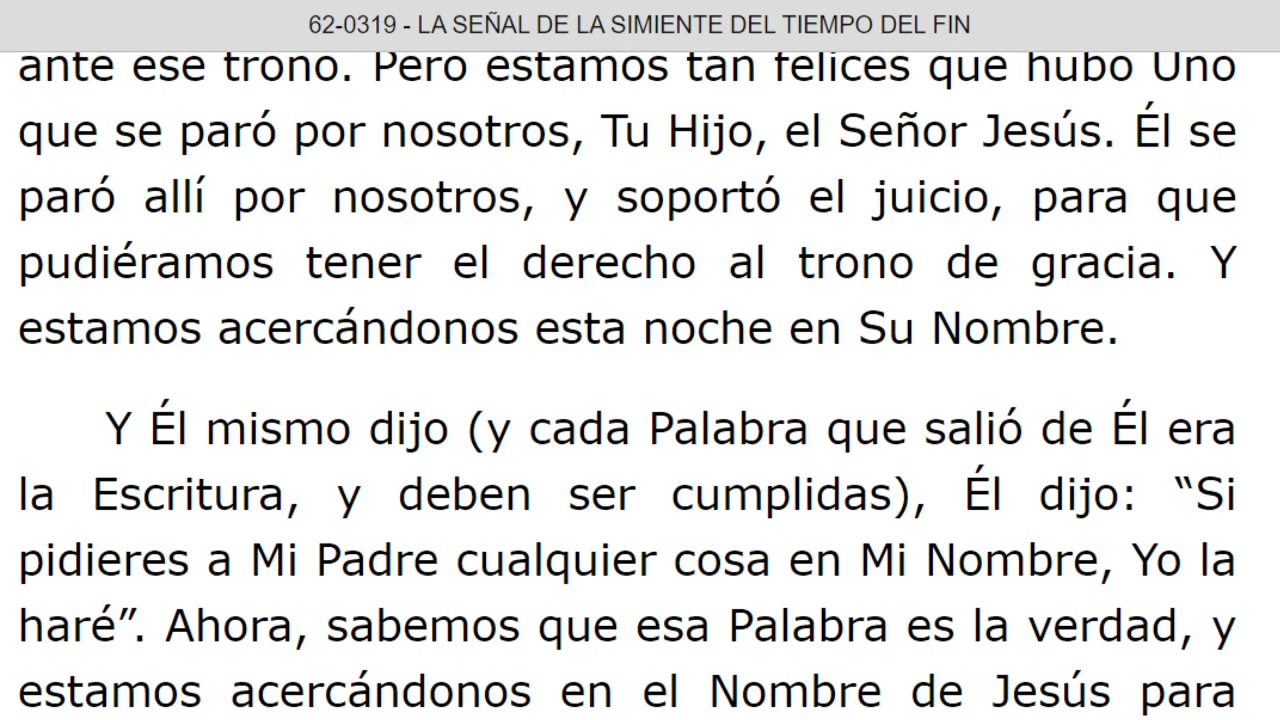 62-0319 - LA SEÑAL DE LA SIMIENTE DEL TIEMPO DEL FIN
ante ese trono. Pero estamos tan felices que hubo Uno
que se paró por nosotros, Tu Hijo, el Señor Jesús. Él se
paró allí por nosotros, y soportó el juicio, para que
pudiéramos tener el derecho al trono de gracia. Y
estamos acercándonos esta noche en Su Nombre.
Y Él mismo dijo (y cada Palabra que salió de Él era
la Escritura, y deben ser cumplidas), Él dijo: “Si
pidieres a Mi Padre cualquier cosa en Mi Nombre, Yo la
haré”. Ahora, sabemos que esa Palabra es la verdad, y
estamos acercándonos en el Nombre de Jesús para